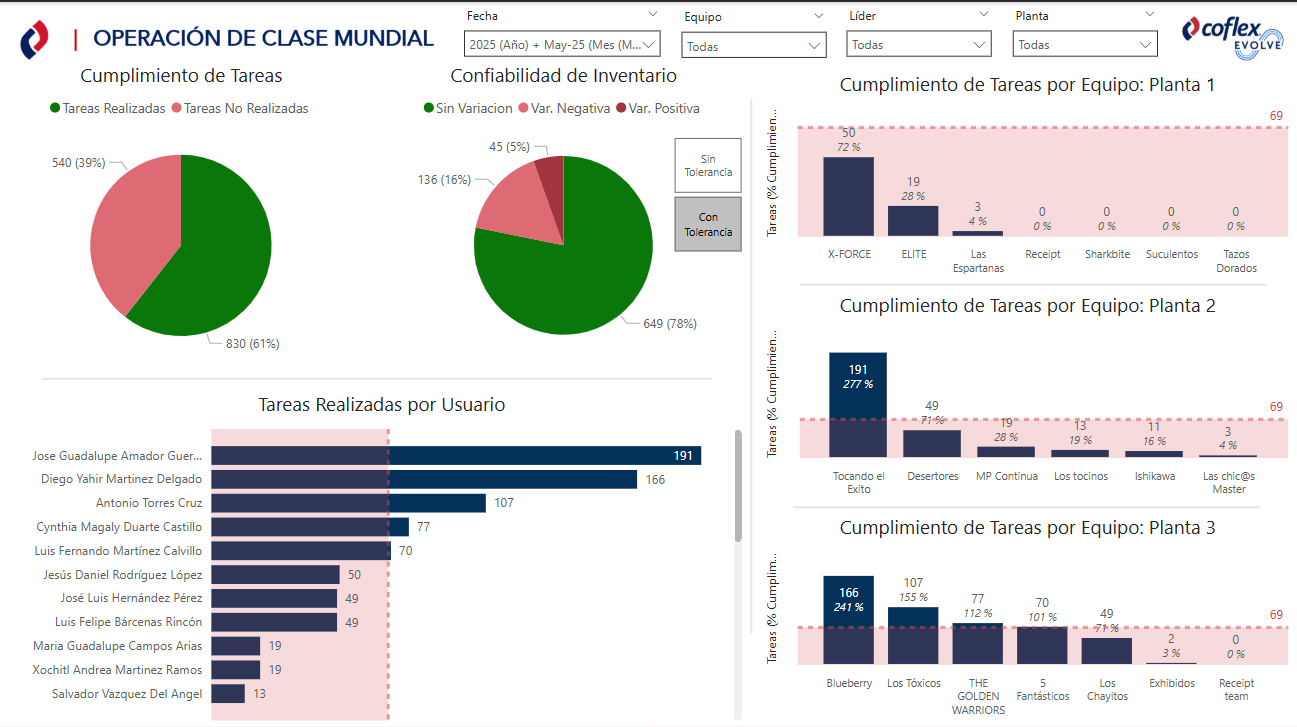 OPERACIÓN DE CLASE MUNDIAL
Fecha
2025 (Año) + May-25 (Mes (M...
Equipo
Todas
Líder
Todas
Planta
Todas
coflex
EVOLVE
Cumplimiento de Tareas
Tareas Realizadas
Tareas No Realizadas
540 (39%)
830 (61%)
Confiabilidad de Inventario
Sin Variacion
Var. Negativa
Var. Positiva
45 (5%)
136 (16%)
649 (78%)
Sin
Tolerancia
Con
Tolerancia
Tareas Realizadas por Usuario
Jose Guadalupe Amador Guer...
191
Diego Yahir Martinez Delgado
166
Antonio Torres Cruz
107
Cynthia Magaly Duarte Castillo
77
Luis Fernando Martínez Calvillo
70
Jesús Daniel Rodríguez López
50
José Luis Hernández Pérez
49
Luis Felipe Bárcenas Rincón
49
Maria Guadalupe Campos Arias
19
Xochitl Andrea Martinez Ramos
19
Salvador Vazquez Del Angel
13
Cumplimiento de Tareas por Equipo: Planta 1
Tareas (% Cumplimien...
69
50
72 %
19
28 %
3
4 %
0
0 %
0
0 %
0
0 %
0
0 %
X-FORCE
ELITE
Las
Espartanas
Receipt
Sharkbite
Suculentos
Tazos
Dorados
Cumplimiento de Tareas por Equipo: Planta 2
Tareas (% Cumplimien...
69
191
277 %
49
71 %
19
28 %
13
19 %
11
16 %
3
4 %
Tocando el
Exito
Desertores
MP Continua
Los tocinos
Ishikawa
Las chic@s
Master
Cumplimiento de Tareas por Equipo: Planta 3
Tareas (% Cumplim...
69
166
241 %
107
155 %
77
112 %
70
101 %
49
71 %
2
3 %
0
0 %
Blueberry
Los Tóxicos
THE
GOLDEN
WARRIORS
5
Fantásticos
Los
Chayitos
Exhibidos
Receipt
team